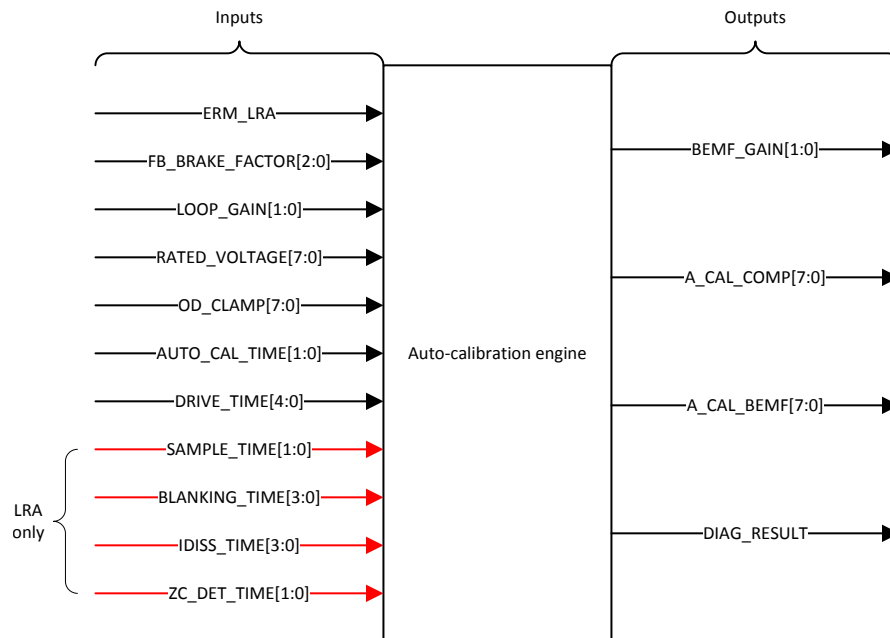 Inputs
Outputs
ERM_LRA
FB_BRAKE_FACTOR[2:0]
LOOP_GAIN[1:0]
RATED_VOLTAGE[7:0]
OD_CLAMP[7:0]
AUTO_CAL_TIME[1:0]
DRIVE_TIME[4:0]
SAMPLE_TIME[1:0]
BLANKING_TIME[3:0]
IDISS_TIME[3:0]
ZC_DET_TIME[1:0]
LRA
only
Auto-calibration engine
BEMF_GAIN[1:0]
A_CAL_COMP[7:0]
A_CAL_BEMF[7:0]
DIAG_RESULT